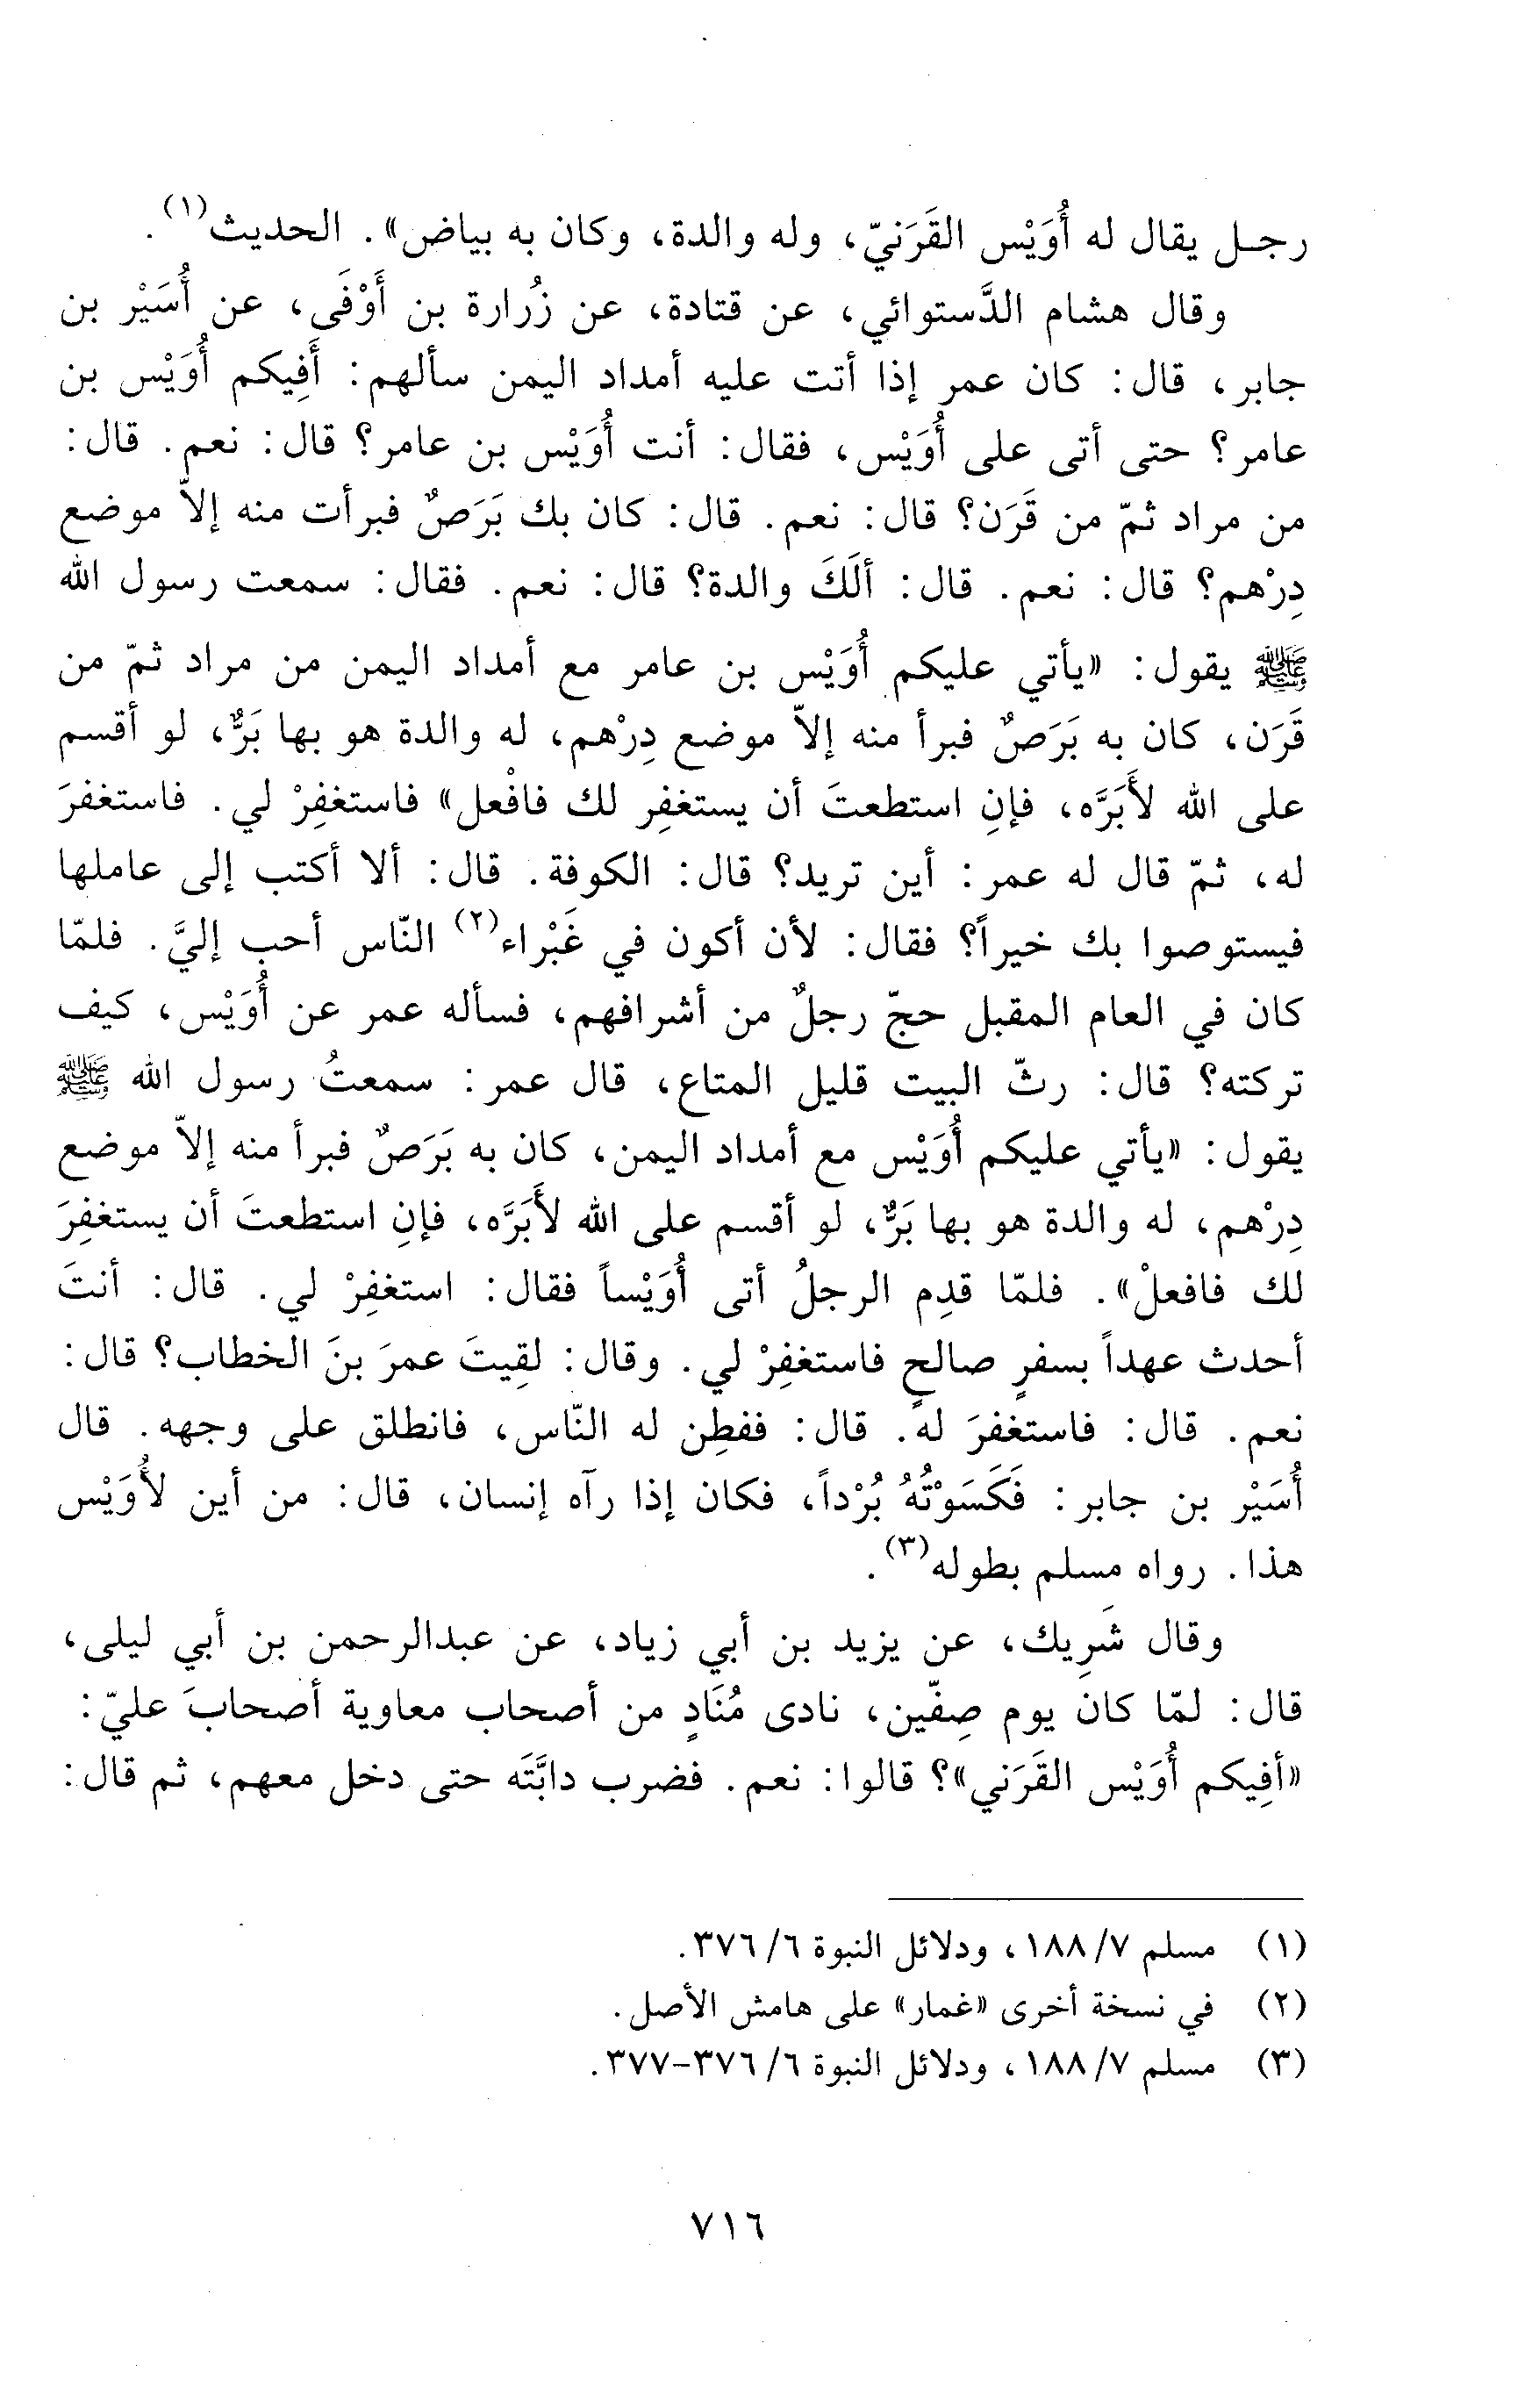 رجـل يقال له أُوَيْس القَرَنيّ، وله والدة، وكان به بياض». الحديث(١).
وقال هشام الدَّستوائي، عن قتادة، عن زُرارة بن أَوْفَى، عن أُسَيْر بن
جابر، قال: كان عمر إذا أتت عليه أمداد اليمن سألهم: أَفِيكم أُوَيْس بن
عامر؟ حتى أتى على أُوَيْس، فقال: أنت أُوَيْس بن عامر؟ قال: نعم. قال:
من مراد ثمّ من قَرَن؟ قال: نعم. قال: كان بك بَرَصٌ فبرأت منه إلاّ موضع
دِرْهم؟ قال: نعم. قال: ألَكَ والدة؟ قال: نعم. فقال: سمعت رسول الله
ﷺ يقول: «يأتي عليكم أُوَيْس بن عامر مع أمداد اليمن من مراد ثمّ من
قَرَن، كان به بَرَصٌ فبرأ منه إلاّ موضع دِرْهم، له والدة هو بها بَرٌّ، لو أقسم
على الله لأَبَرَّه، فإنِ استطعتَ أن يستغفِر لك فافْعل» فاستغفِرْ لي. فاستغفرَ
له، ثمّ قال له عمر: أين تريد؟ قال: الكوفة. قال: ألا أكتب إلى عاملها
فيستوصوا بك خيراً؟ فقال: لأن أكون في غَبْراء(٢) النّاس أحب إليَّ. فلمّا
كان في العام المقبل حجّ رجلٌ من أشرافهم، فسأله عمر عن أُوَيْس، كيف
تركته؟ قال: رثّ البيت قليل المتاع، قال عمر: سمعتُ رسول الله ﷺ
يقول: «يأتي عليكم أُوَيْس مع أمداد اليمن، كان به بَرَصٌ فبرأ منه إلاّ موضع
دِرْهم، له والدة هو بها بَرٌّ، لو أقسم على الله لأَبَرَّه، فإنِ استطعتَ أن يستغفِرَ
لك فافعلْ». فلمّا قدِم الرجلُ أتى أُوَيْساً فقال: استغفِرْ لي. قال: أنتَ
أحدث عهداً بسفرٍ صالحٍ فاستغفِرْ لي. وقال: لقِيتَ عمرَ بنَ الخطاب؟ قال:
نعم. قال: فاستغفرَ له. قال: ففطِن له النّاس، فانطلق على وجهه. قال
أُسَيْر بن جابر: فَكَسَوْتُهُ بُرْداً، فكان إذا رآه إنسان، قال: من أين لأُوَيْس
هذا. رواه مسلم بطوله(٣).
وقال شَرِيك، عن يزيد بن أبي زياد، عن عبدالرحمن بن أبي ليلى،
قال: لمّا كان يوم صِفّين، نادى مُنَادٍ من أصحاب معاوية أصحابَ عليّ:
«أفِيكم أُوَيْس القَرَني»؟ قالوا: نعم. فضرب دابَّتَه حتى دخل معهم، ثم قال:
(١) مسلم ٧/ ١٨٨، ودلائل النبوة ٦/ ٣٧٦.
(٢) في نسخة أخرى «غمار» على هامش الأصل.
(٣) مسلم ٧/ ١٨٨، ودلائل النبوة ٦/ ٣٧٦-٣٧٧.
٧١٦